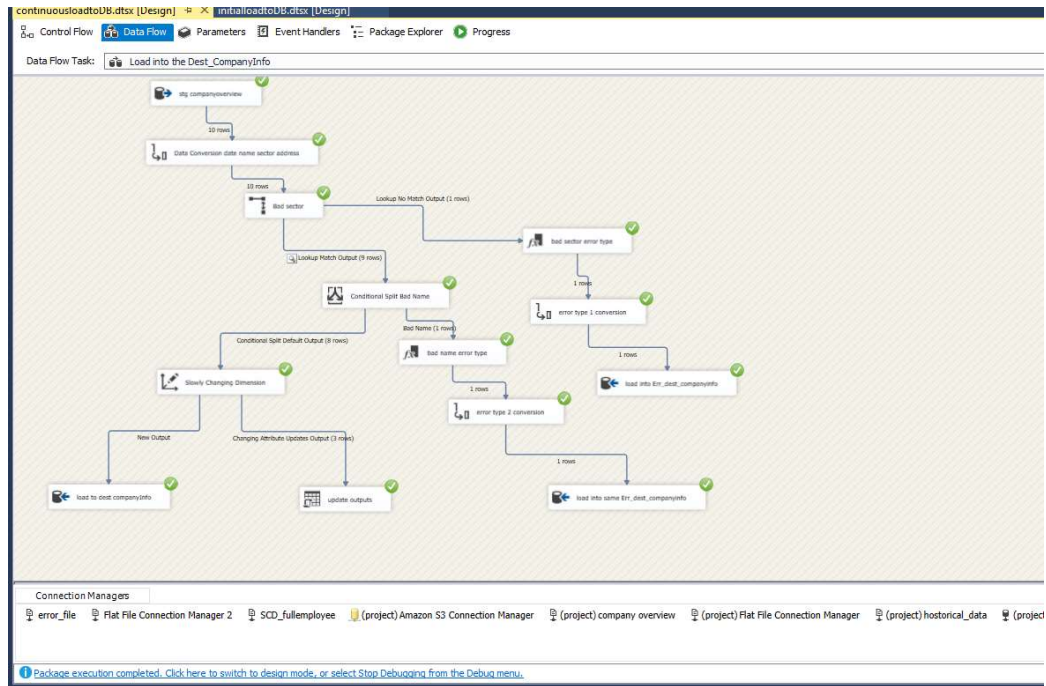 continuousloadtoDB.dtsx [Design] initialloadtoDB.dtsx [Design]
Control Flow Data Flow Parameters Event Handlers Package Explorer Progress
Data Flow Task: Load into the Dest_CompanyInfo
stg companyoverview
10 rows
Data Conversion date name sector address
10 rows
Bad sector
Lookup No Match Output (1 rows)
bad sector error type
Lookup Match Output (9 rows)
1 rows
Conditional Split Bad Name
error type 1 conversion
Bad Name (1 rows)
Conditional Split Default Output (8 rows)
bad name error type
1 rows
Slowly Changing Dimension
load into Err_dest_companyinfo
1 rows
error type 2 conversion
New Output
Changing Attribute Updates Output (3 rows)
1 rows
load to dest companyInfo
update outputs
load into same Err_dest_companyinfo
Connection Managers
error_file Flat File Connection Manager 2 SCD_fullemployee (project) Amazon S3 Connection Manager (project) company overview (project) Flat File Connection Manager (project) hostorical_data (project
Package execution completed. Click here to switch to design mode, or select Stop Debugging from the Debug menu.